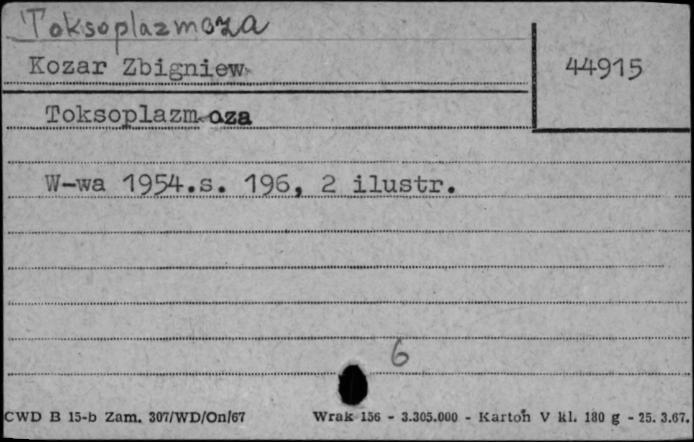 Toksoplazmoza
Kozar Zbigniew
44915
Toksoplazmoza
W-wa 1954.s. 196, 2 ilustr.
6
CWD B 15-b Zam. 307/WD/On/67 Wrak 156 - 3.305.000 - Karton V kl. 180 g - 25. 3.67.